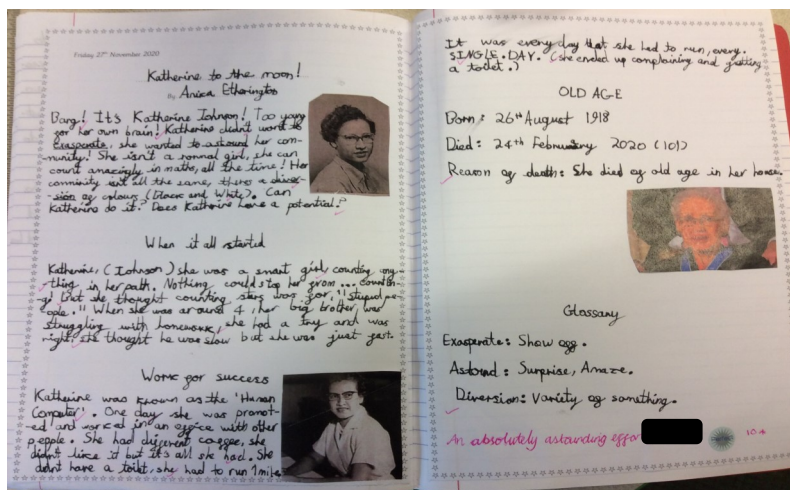 Friday 27th November 2020
Katherine to the moon!
By Anika Etherington
Bang! Its Katherine Johnson! Too young
for her own brain! Katherine didn't want to
exasperate, she wanted to astound her com-
-munity! She isn't a normal girl, she can
count amazingly in maths, all the time! Her
community isnt all the same, theres a diver-
-sion of colours (Black and White). Can
Katherine do it? Does Katherine have a potential?
When it all started
Katherine, (Johnson) she was a smart girl, counting any-
-thing in her path. Nothing could stop her from ... countin-
g! But she thought counting stars was for, "stupid pe-
ople." When she was around 4, her big brother, was
struggling with homework, she had a try and was
right, she thought he was slow but she was just fast.
Work for success
Katherine was known as the 'Human
Computer'. One day she was promot-
ed and worked in an office with other
people. She had different coffee, she
didnt like it but it's all she had. She
didnt have a toilet, she had to run 1 mile
It was every day that she had to run, every.
SINGLE. DAY. (she ended up complaining and getting
a toilet.)
OLD AGE
Born: 26th August 1918
Died: 24th February 2020 (101)
Reason of death: She died of old age in her house.
Glossary
Exasperate: Show off.
Astound: Surprise, Amaze.
Diversion: Variety of something.
An absolutely astounding effor